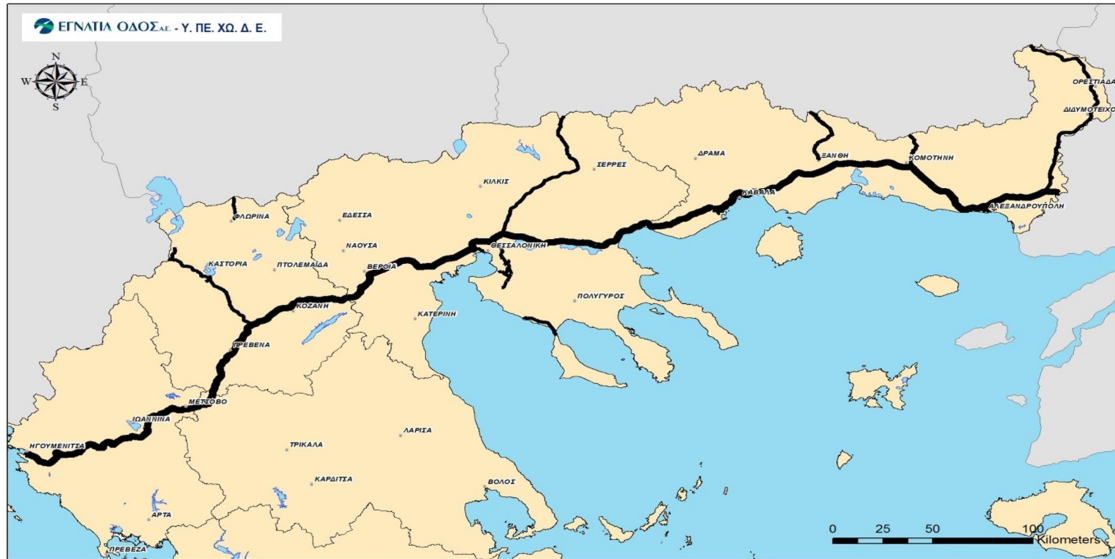 ΕΓΝΑΤΙΑ ΟΔΟΣ Α.Ε. - Υ. ΠΕ. ΧΩ. Δ. Ε.
N
W E
S
ΟΡΕΣΤΙΑΔΑ
ΔΙΔΥΜΟΤΕΙΧΟ
ΞΑΝΘΗ
ΚΟΜΟΤΗΝΗ
ΔΡΑΜΑ
ΣΕΡΡΕΣ
ΚΙΛΚΙΣ
ΚΑΒΑΛΑ
ΑΛΕΞΑΝΔΡΟΥΠΟΛΗ
ΦΛΩΡΙΝΑ
ΕΔΕΣΣΑ
ΝΑΟΥΣΑ
ΘΕΣΣΑΛΟΝΙΚΗ
ΚΑΣΤΟΡΙΑ
ΠΤΟΛΕΜΑΙΔΑ
ΒΕΡΟΙΑ
ΚΟΖΑΝΗ
ΠΟΛΥΓΥΡΟΣ
ΚΑΤΕΡΙΝΗ
ΓΡΕΒΕΝΑ
ΜΕΤΣΟΒΟ
ΙΩΑΝΝΙΝΑ
ΗΓΟΥΜΕΝΙΤΣΑ
ΛΑΡΙΣΑ
ΤΡΙΚΑΛΑ
ΚΑΡΔΙΤΣΑ
ΒΟΛΟΣ
ΑΡΤΑ
ΠΡΕΒΕΖΑ
0 25 50 100
Kilometers